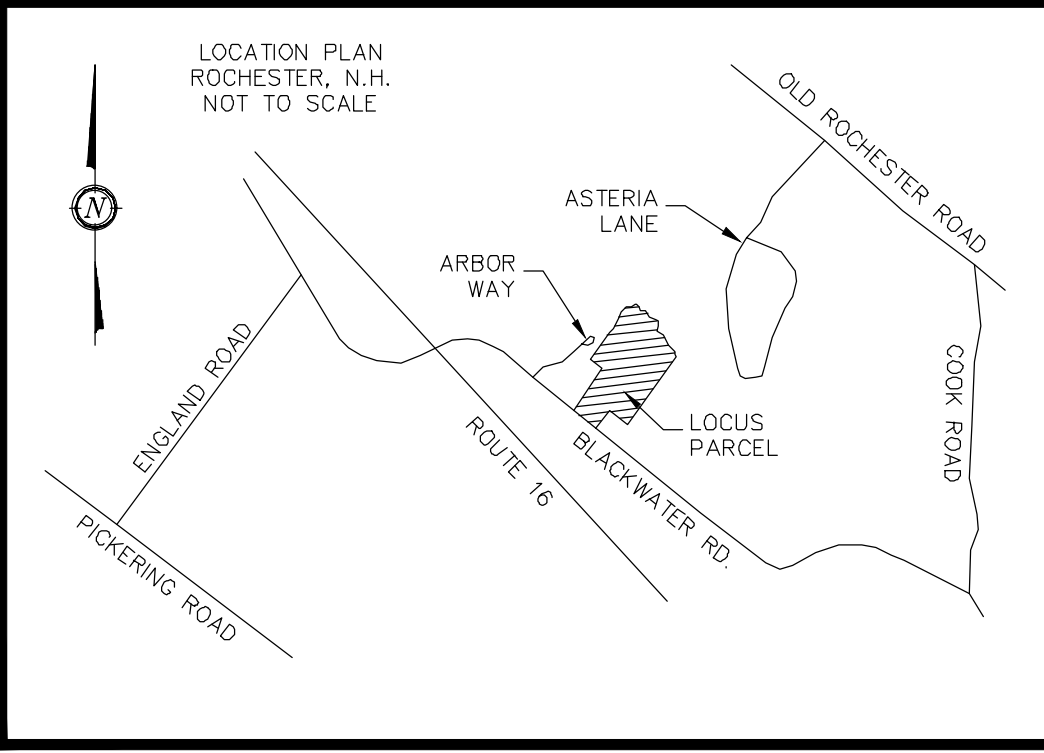 LOCATION PLAN
ROCHESTER, N.H.
NOT TO SCALE
N
OLD ROCHESTER ROAD
ASTERIA
LANE
ARBOR
WAY
ENGLAND ROAD
COOK ROAD
LOCUS
PARCEL
ROUTE 16
BLACKWATER RD.
PICKERING ROAD